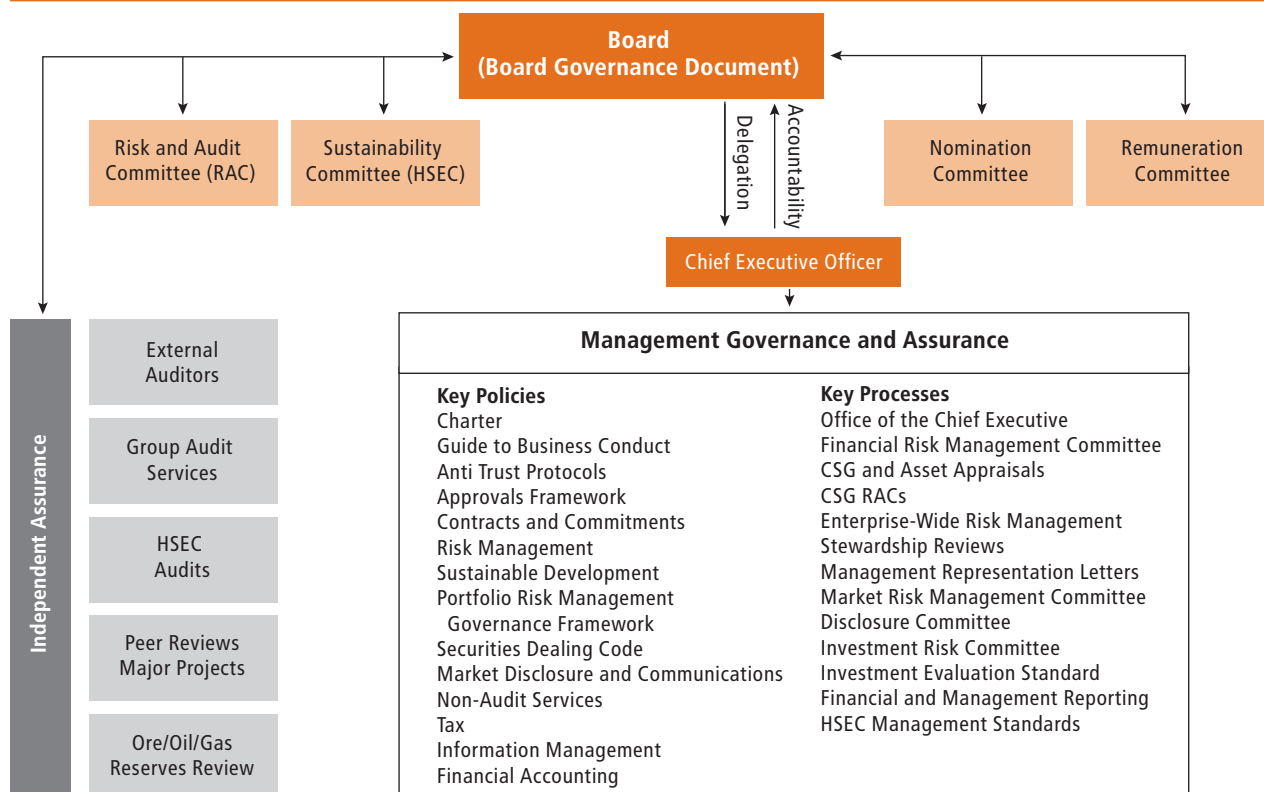 Board
(Board Governance Document)
Risk and Audit
Committee (RAC)
Sustainability
Committee (HSEC)
Delegation
Accountability
Nomination
Committee
Remuneration
Committee
Chief Executive Officer
Independent Assurance
External
Auditors
Group Audit
Services
HSEC
Audits
Peer Reviews
Major Projects
Ore/Oil/Gas
Reserves Review
Management Governance and Assurance
Key Policies
Charter
Guide to Business Conduct
Anti Trust Protocols
Approvals Framework
Contracts and Commitments
Risk Management
Sustainable Development
Portfolio Risk Management
Governance Framework
Securities Dealing Code
Market Disclosure and Communications
Non-Audit Services
Tax
Information Management
Financial Accounting
Key Processes
Office of the Chief Executive
Financial Risk Management Committee
CSG and Asset Appraisals
CSG RACs
Enterprise-Wide Risk Management
Stewardship Reviews
Management Representation Letters
Market Risk Management Committee
Disclosure Committee
Investment Risk Committee
Investment Evaluation Standard
Financial and Management Reporting
HSEC Management Standards